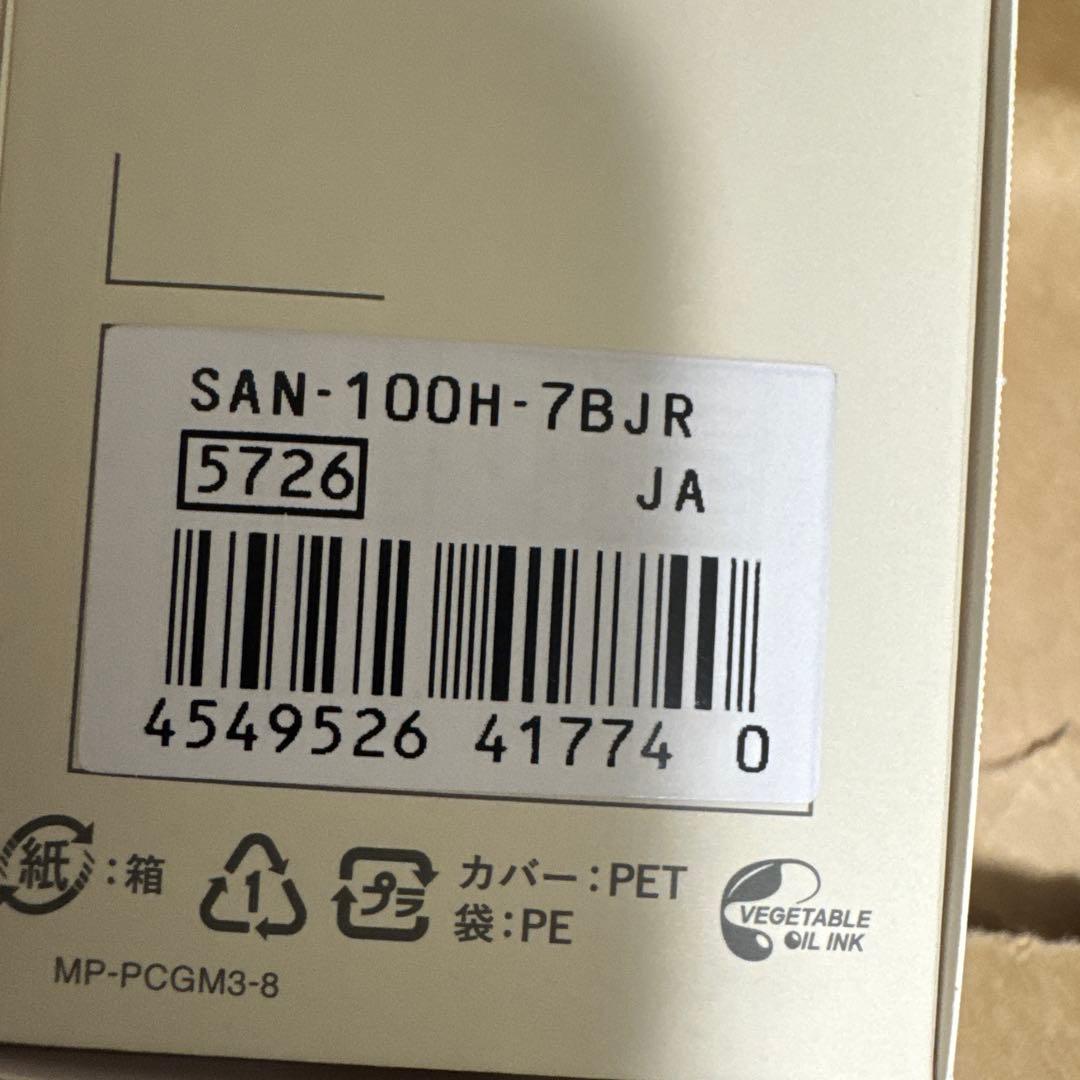 SAN-100H-7BJR
5726 JA
4549526 41774 0
紙：箱
1
プラ
カバー：PET
袋：PE
VEGETABLE
OIL INK
MP-PCGM3-8